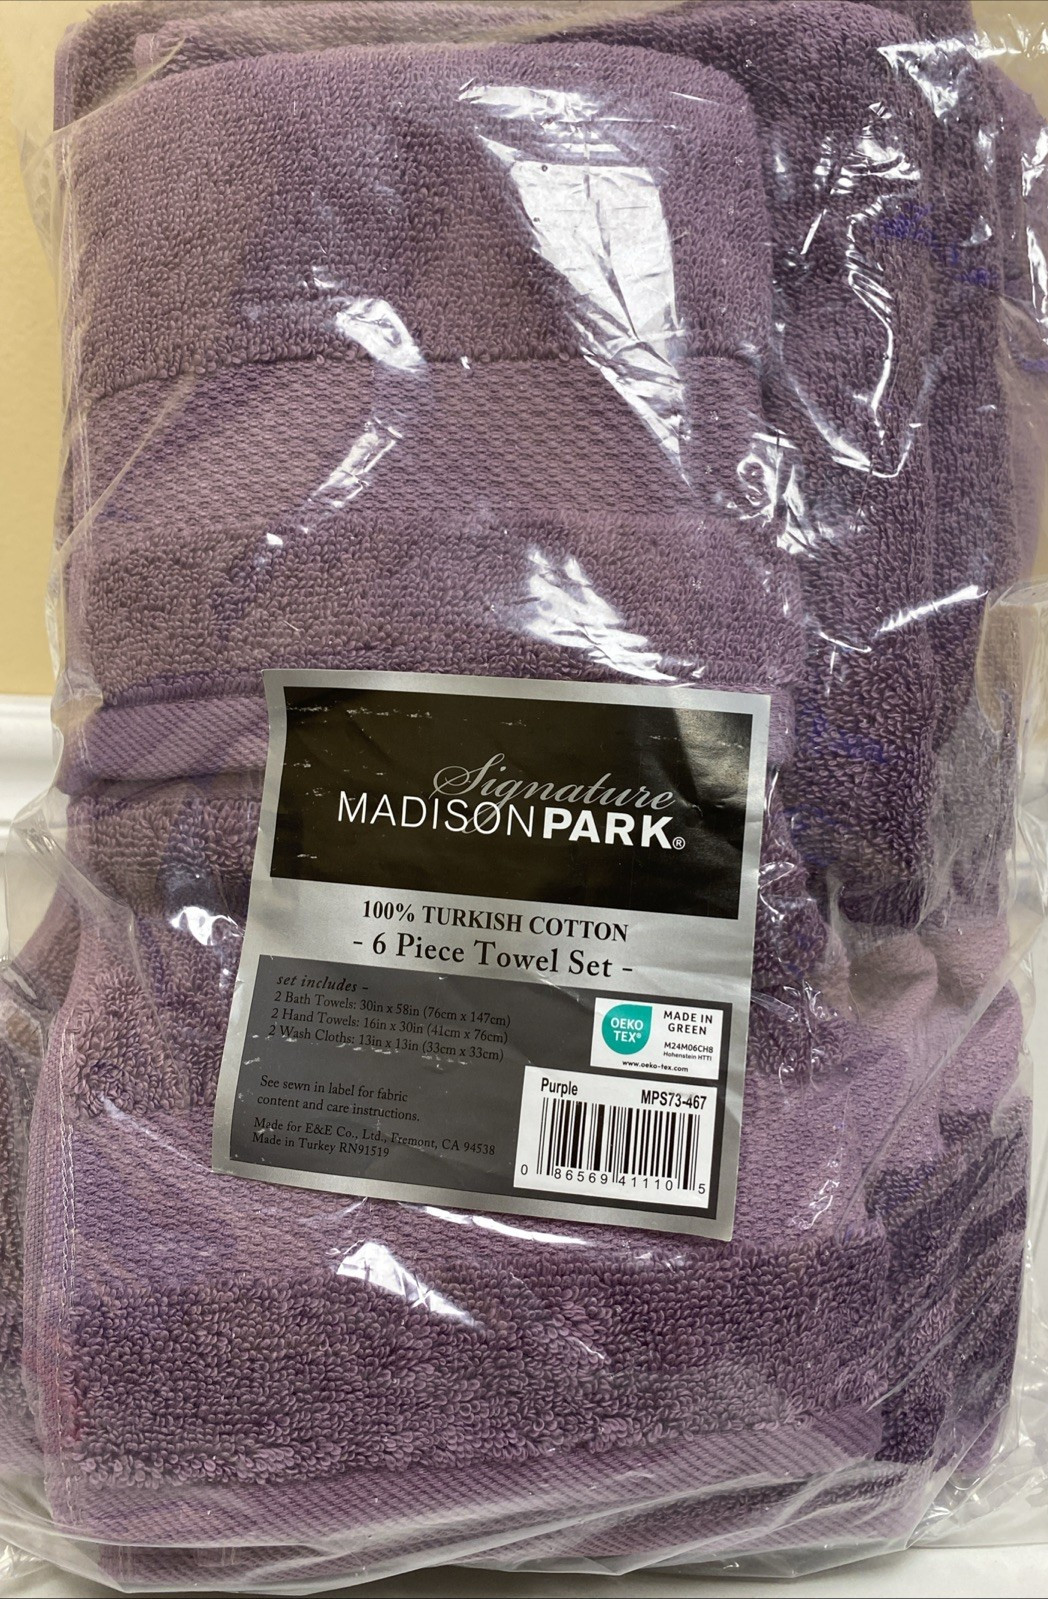 Signature
MADISONPARK®
100% TURKISH COTTON
- 6 Piece Towel Set -
set includes -
2 Bath Towels: 30in x 58in (76cm x 147cm)
2 Hand Towels: 16in x 30in (41cm x 76cm)
2 Wash Cloths: 13in x 13in (33cm x 33cm)
See sewn in label for fabric
content and care instructions.
Made for E&E Co., Ltd., Fremont, CA 94538
Made in Turkey RN91519
OEKO
TEX®
MADE IN
GREEN
M24M06CH8
Hohenstein HTTI
www.oeko-tex.com
Purple MPS73-467
0 86569 41110 5